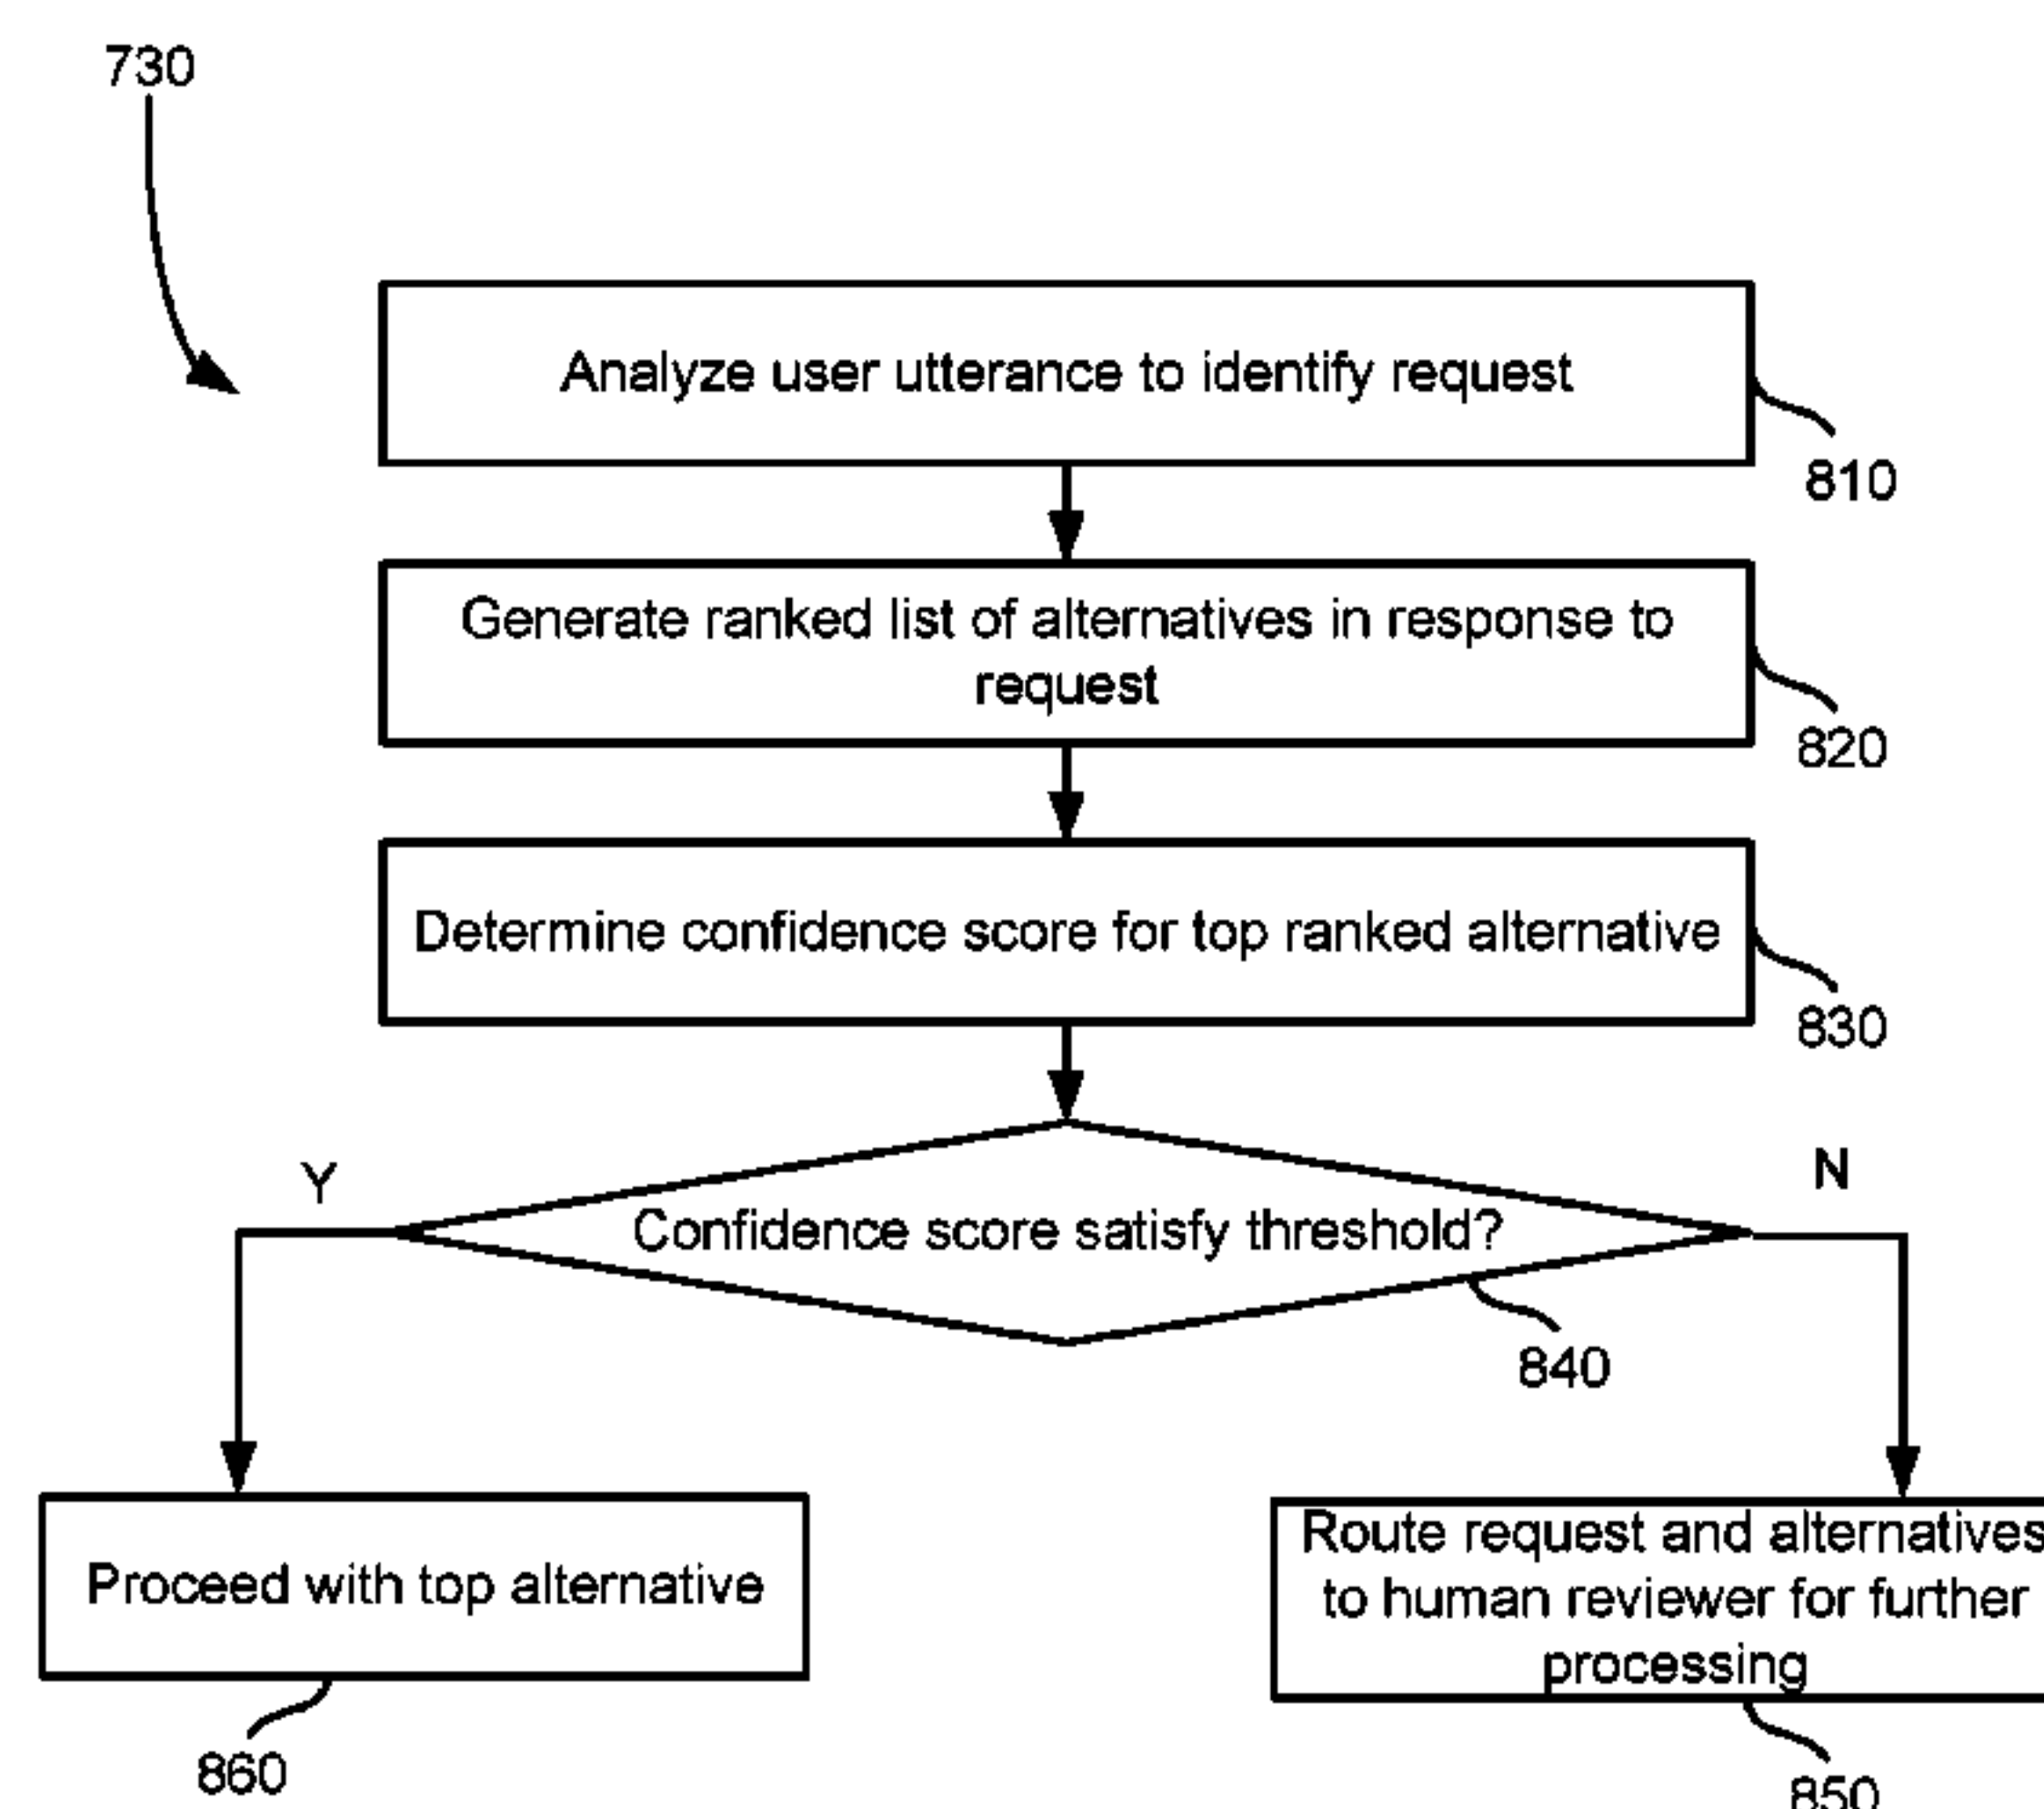 730
Analyze user utterance to identify request
810
Generate ranked list of alternatives in response to
request
820
Determine confidence score for top ranked alternative
830
Y
N
Confidence score satisfy threshold?
840
Proceed with top alternative
860
Route request and alternatives
to human reviewer for further
processing
850